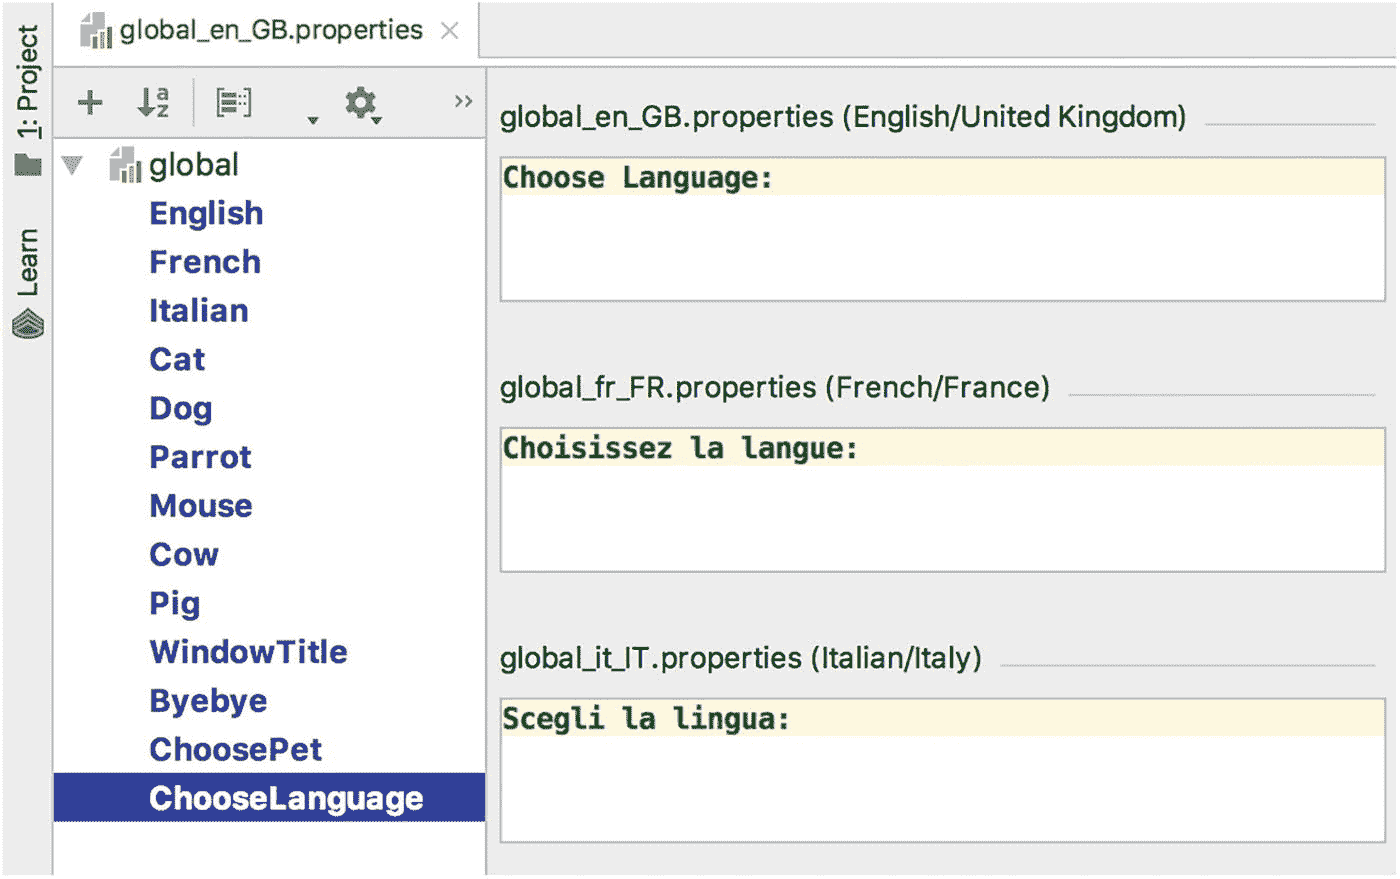 global_en_GB.properties
1: Project
Learn
global
English
French
Italian
Cat
Dog
Parrot
Mouse
Cow
Pig
WindowTitle
Byebye
ChoosePet
ChooseLanguage
global_en_GB.properties (English/United Kingdom)
Choose Language:
global_fr_FR.properties (French/France)
Choisissez la langue:
global_it_IT.properties (Italian/Italy)
Scegli la lingua: